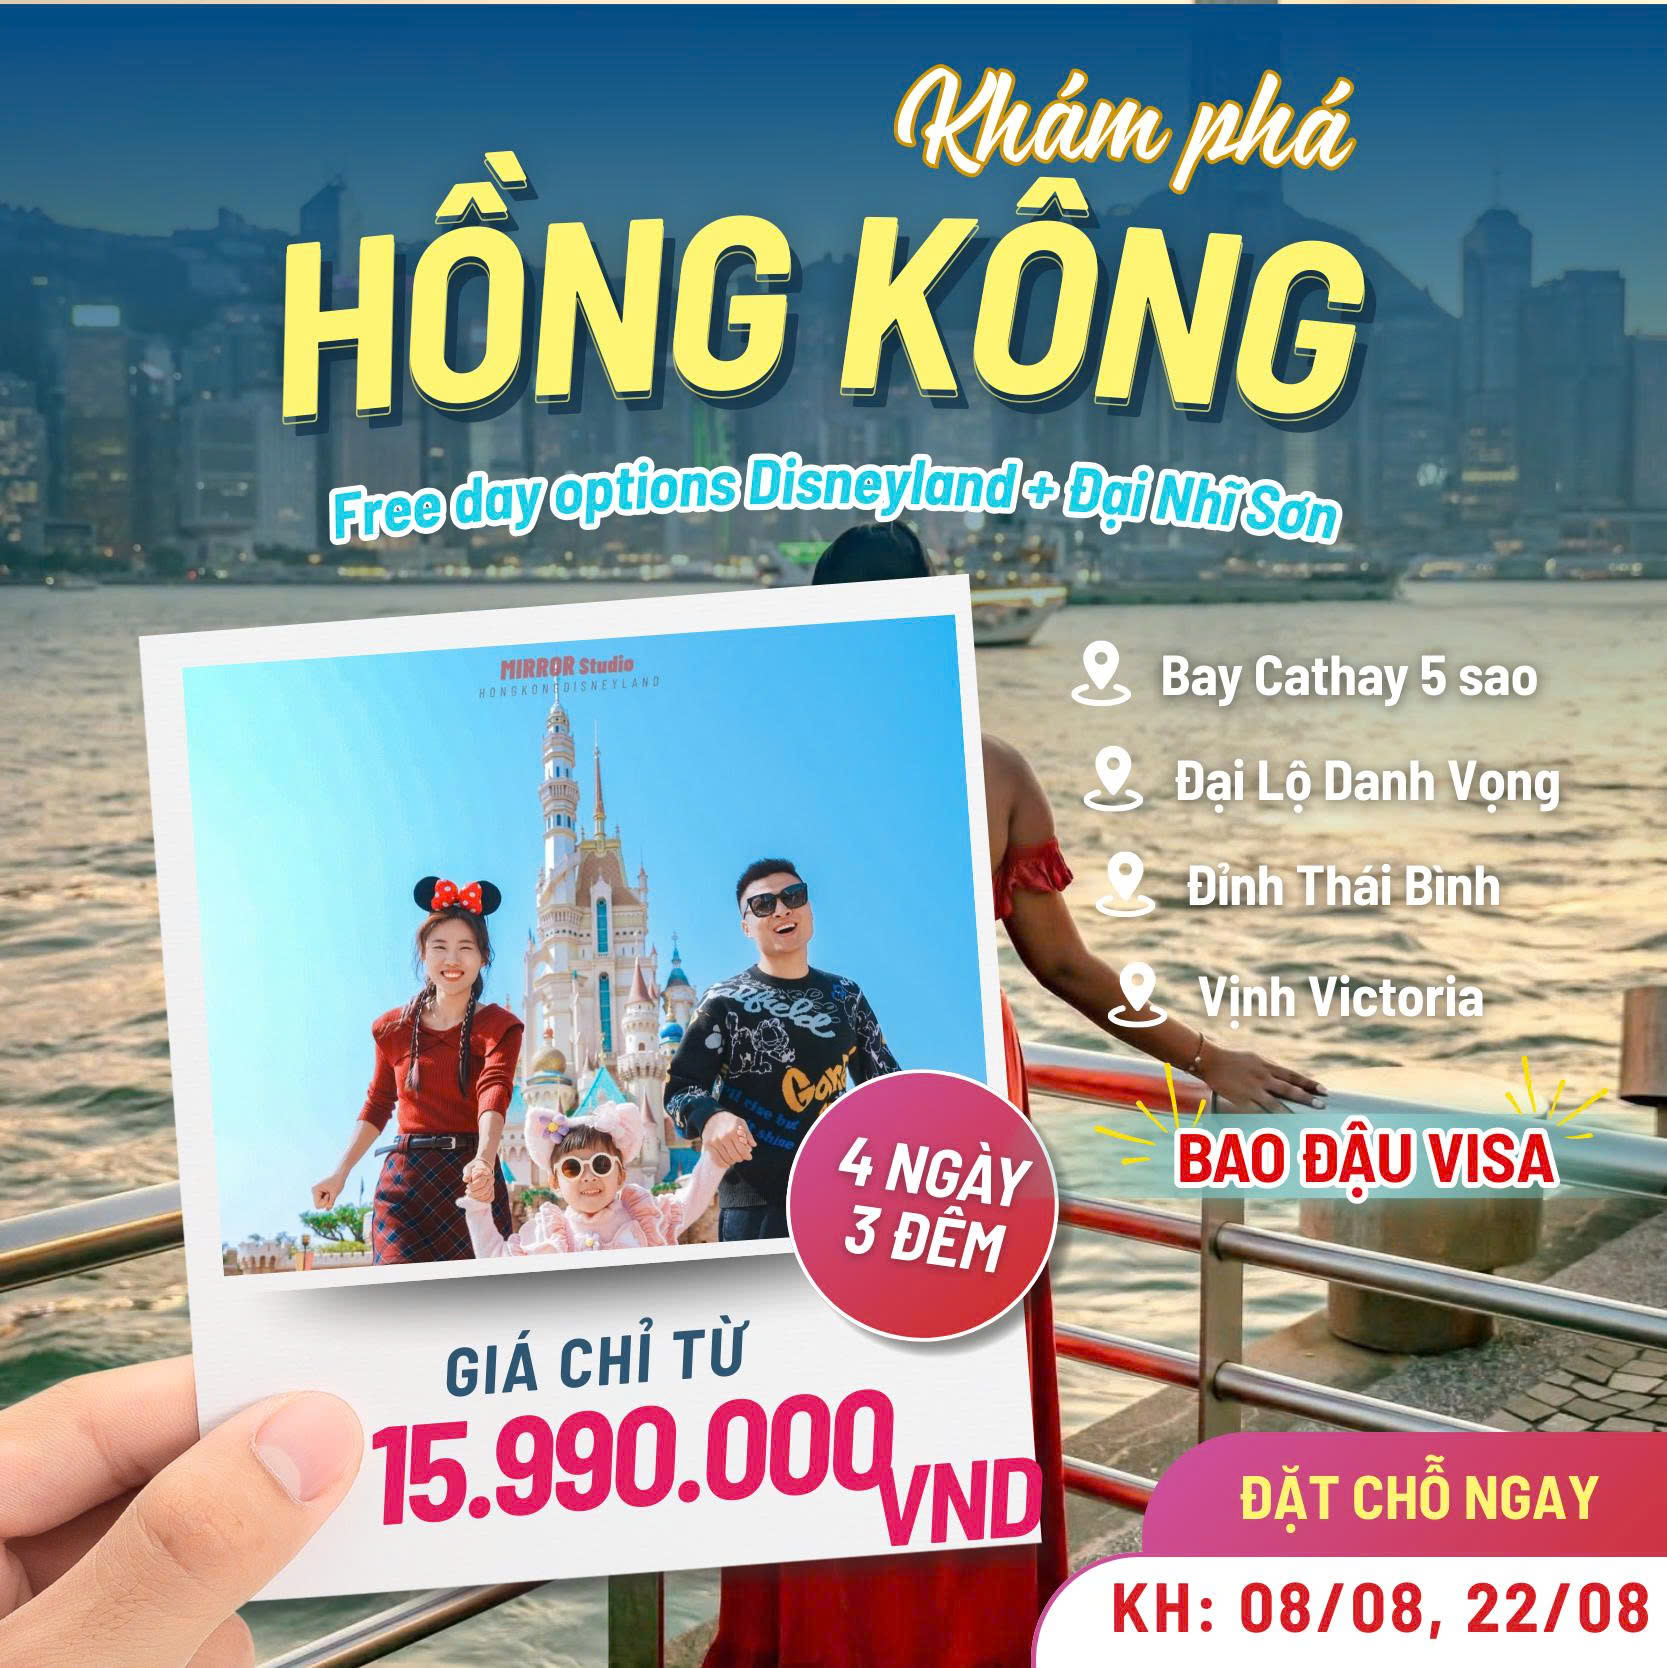 Khám phá
HỒNG KÔNG
Free day options Disneyland + Đại Nhĩ Sơn
MIRROR Studio
HONGKONGDISNEYLAND
Bay Cathay 5 sao
Đại Lộ Danh Vọng
Đỉnh Thái Bình
Vịnh Victoria
BAO ĐẬU VISA
4 NGÀY
3 ĐÊM
GIÁ CHỈ TỪ
15.990.000 VND
ĐẶT CHỖ NGAY
KH: 08/08, 22/08